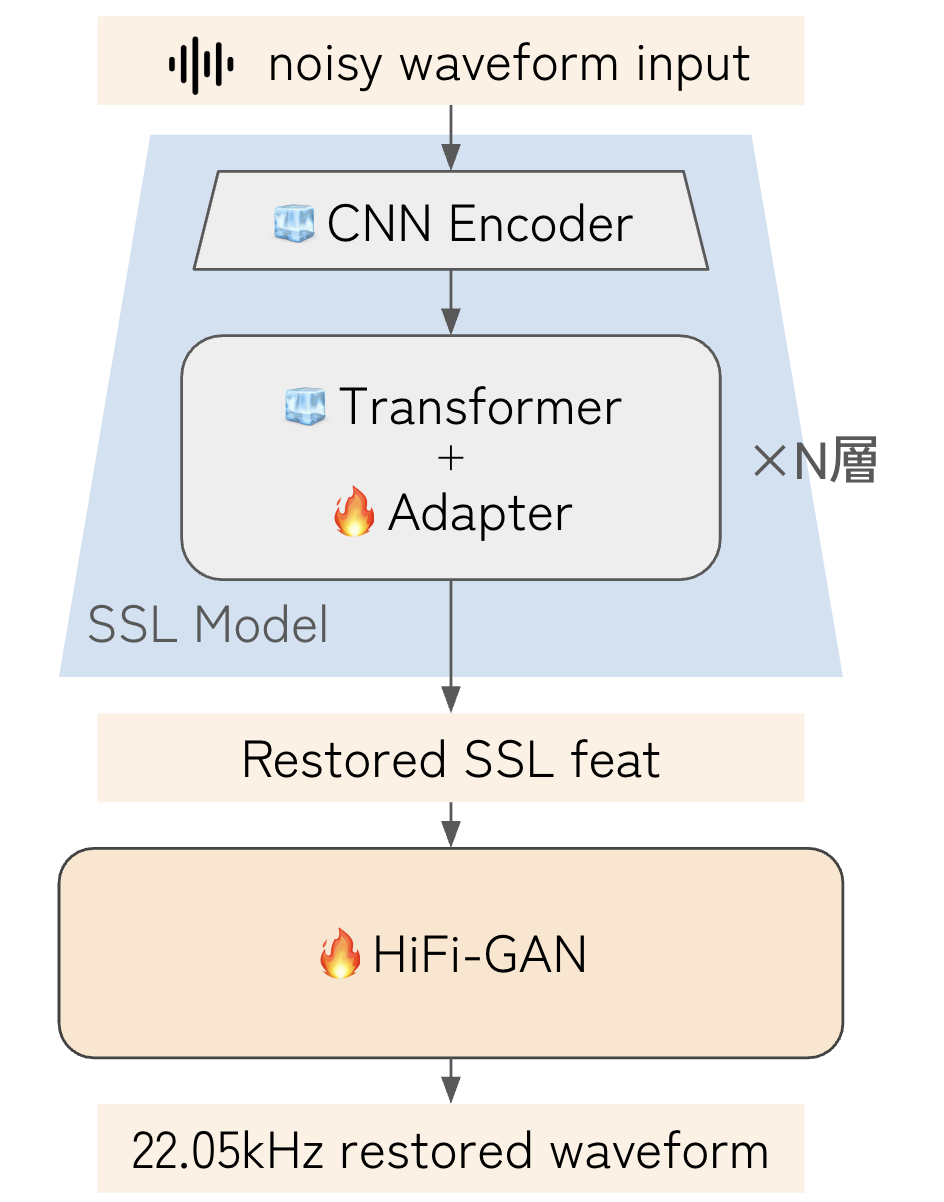 noisy waveform input
CNN Encoder
Transformer
+
Adapter
×N層
SSL Model
Restored SSL feat
HiFi-GAN
22.05kHz restored waveform